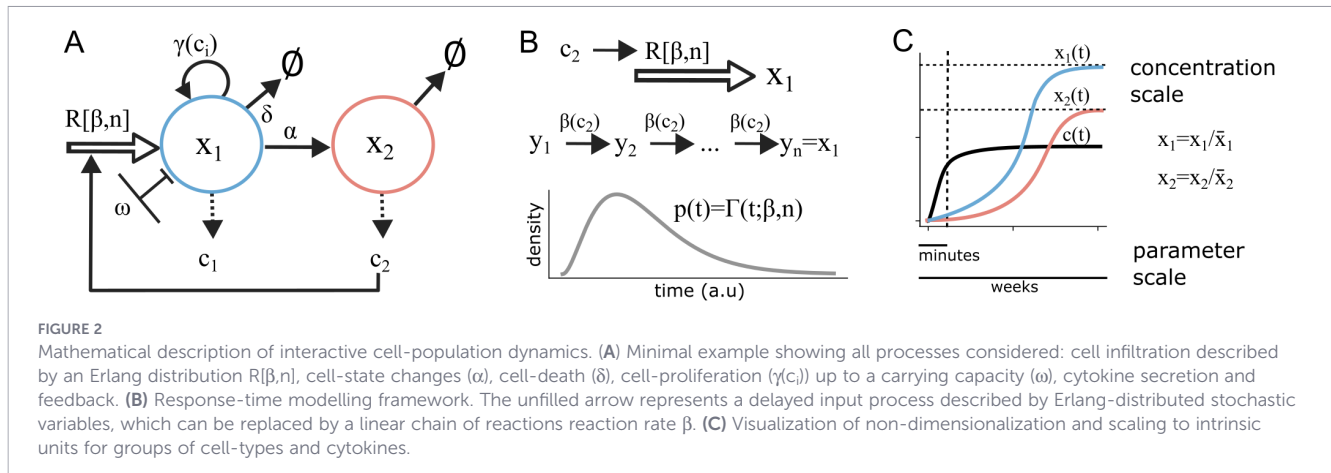 A
γ(cᵢ)
Ø
Ø
R[β,n]
δ
α
x₁
x₂
ω
c₁
c₂
B
c₂
R[β,n]
x₁
β(c₂) β(c₂) β(c₂)
y₁ y₂ ... yₙ=x₁
p(t)=Γ(t;β,n)
density
time (a.u)
C
x₁(t)
x₂(t)
c(t)
minutes
weeks
concentration
scale
x₁=x₁/x̄₁
x₂=x₂/x̄₂
parameter
scale
FIGURE 2
Mathematical description of interactive cell-population dynamics. (A) Minimal example showing all processes considered: cell infiltration described
by an Erlang distribution R[β,n], cell-state changes (α), cell-death (δ), cell-proliferation (γ(cᵢ)) up to a carrying capacity (ω), cytokine secretion and
feedback. (B) Response-time modelling framework. The unfilled arrow represents a delayed input process described by Erlang-distributed stochastic
variables, which can be replaced by a linear chain of reactions reaction rate β. (C) Visualization of non-dimensionalization and scaling to intrinsic
units for groups of cell-types and cytokines.